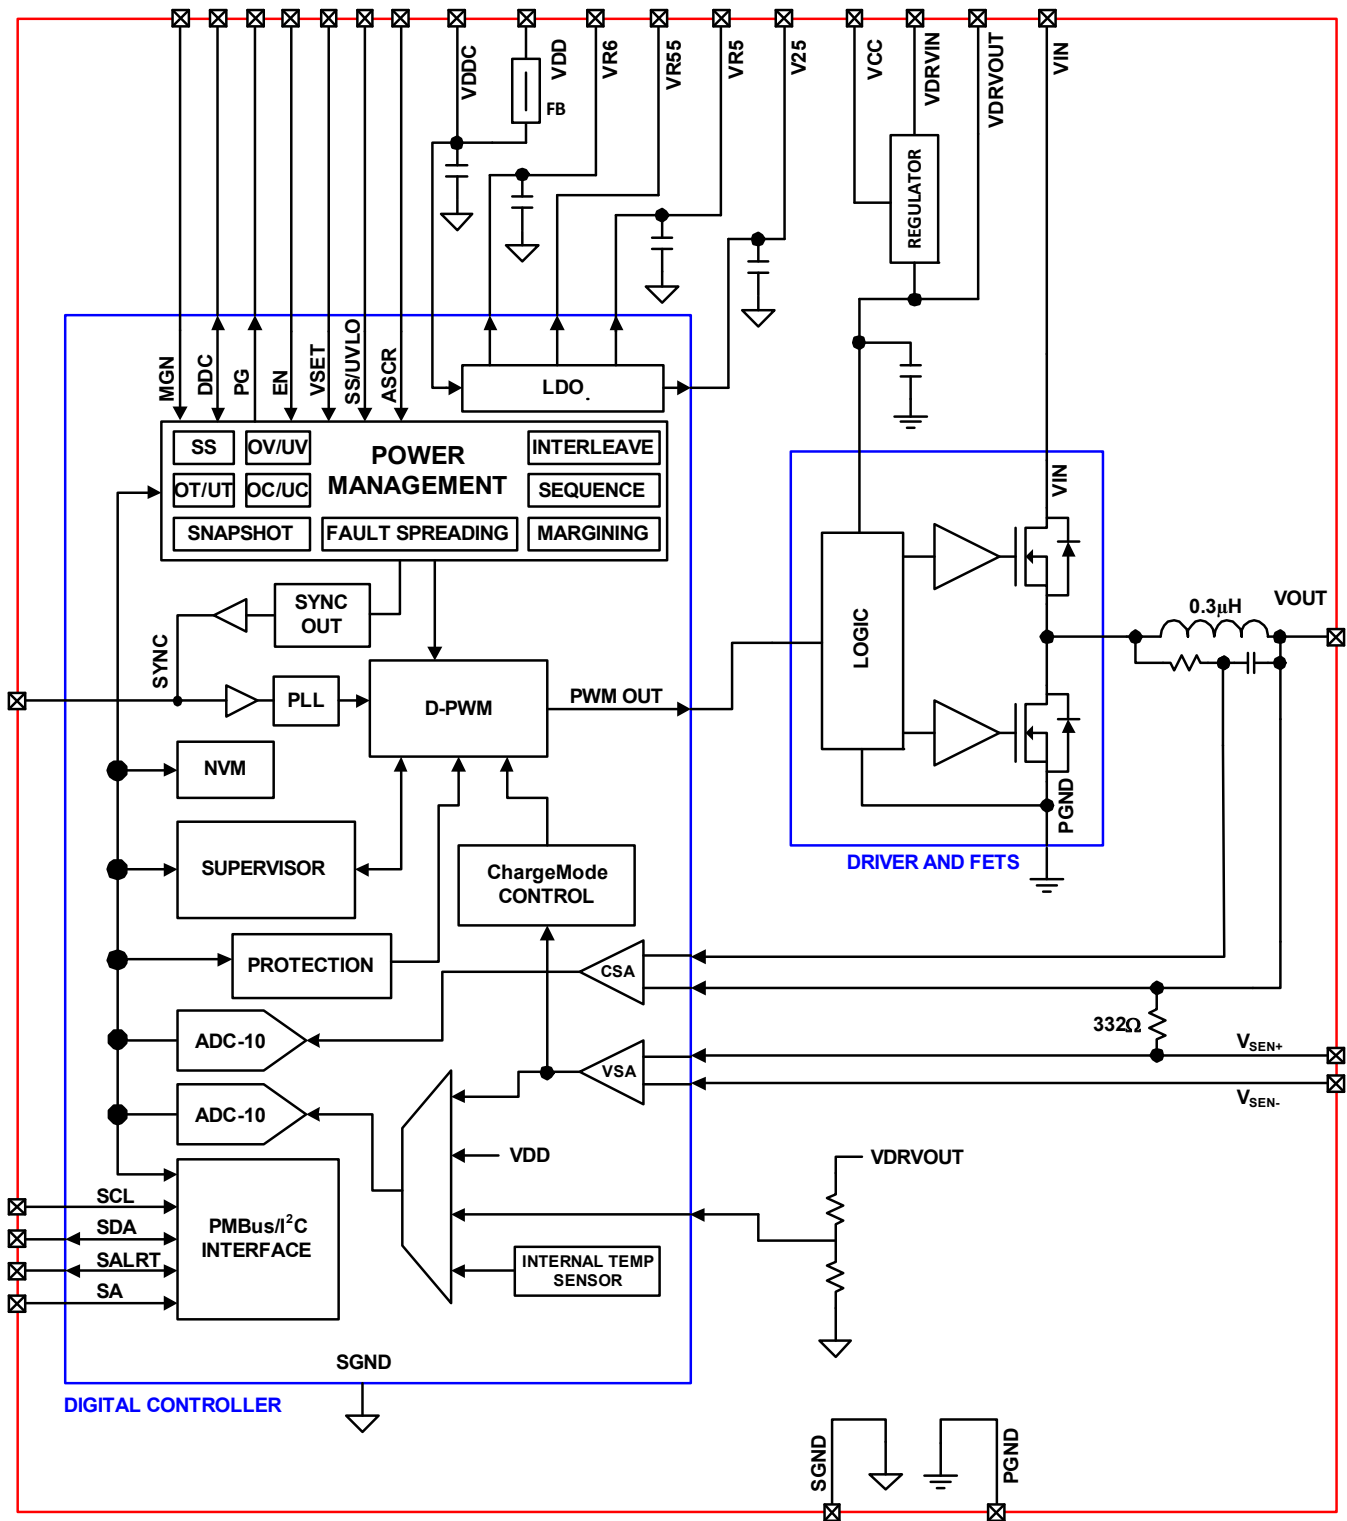 VDDC
VDD
VR6
VR55
VR5
V25
VCC
VDRVIN
VDRVOUT
VIN
FB
REGULATOR
MGN
DDC
PG
EN
VSET
SS/UVLO
ASCR
LDO
.
SS
OV/UV
POWER
MANAGEMENT
INTERLEAVE
OT/UT
OC/UC
SEQUENCE
SNAPSHOT
FAULT SPREADING
MARGINING
VIN
LOGIC
PGND
DRIVER AND FETS
0.3µH
VOUT
SYNC
OUT
SYNC
PLL
D-PWM
PWM OUT
NVM
SUPERVISOR
ChargeMode
CONTROL
PROTECTION
CSA
ADC-10
332Ω
VSEN+
VSA
VSEN-
ADC-10
VDD
VDRVOUT
SCL
SDA
SALRT
SA
PMBus/I²C
INTERFACE
INTERNAL TEMP
SENSOR
SGND
DIGITAL CONTROLLER
SGND
PGND